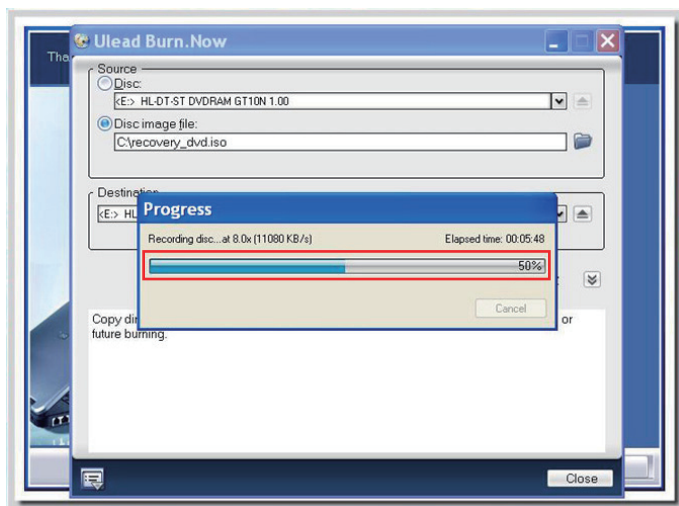 Tha
Ulead Burn.Now
Source
Disc:
<E:> HL-DT-ST DVDRAM GT10N 1.00
Disc image file:
C:\recovery_dvd.iso
Destination
<E:> HL
Progress
Recording disc...at 8.0x (11080 KB/s) Elapsed time: 00:05:48
50%
Cancel
Copy dir
or
future burning.
Close